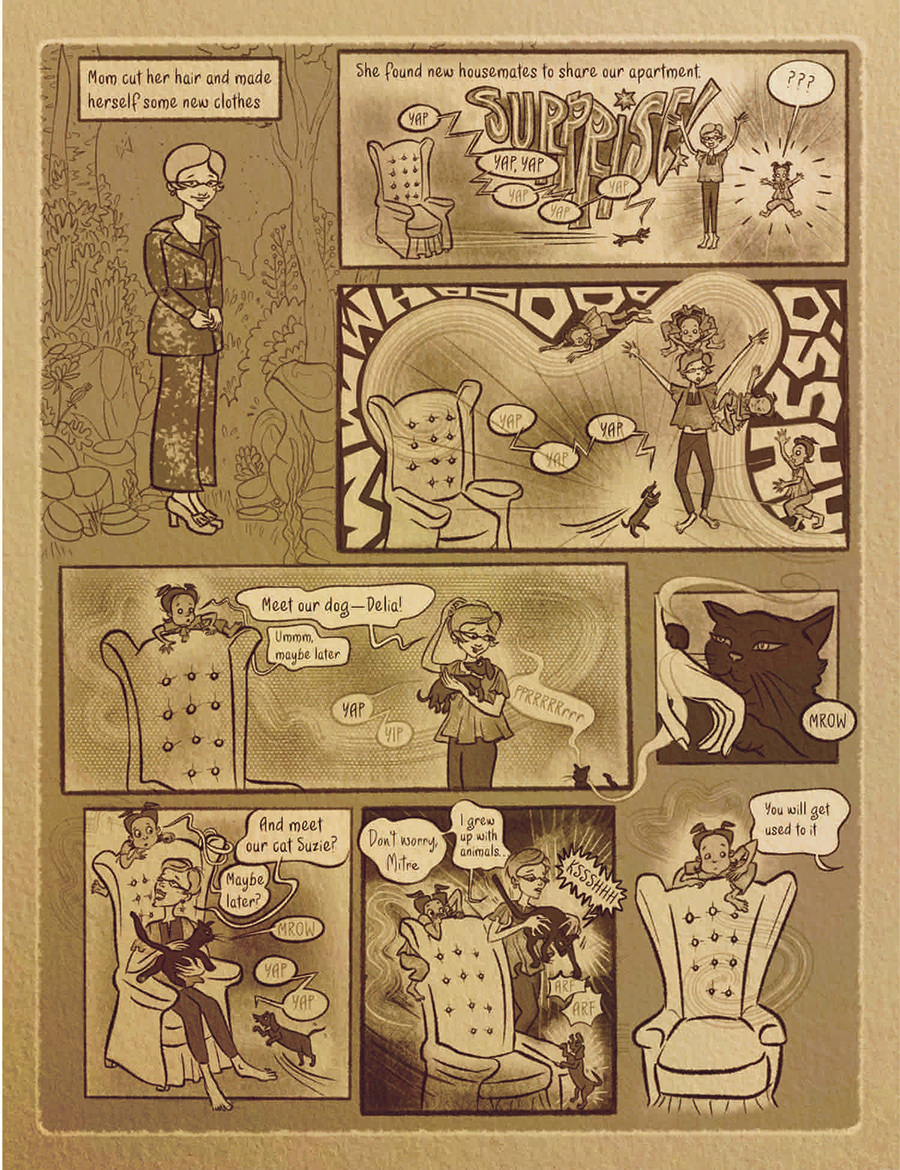 Mom cut her hair and made
herself some new clothes
She found new housemates to share our apartment.
YAP
SURPRISE!
???
YAP, YAP
YAP
YAP
YAP
WHOOOO
YAP
YAP
YAP
Meet our dog—Delia!
Ummm,
maybe later
YAP
YIP
PRRRRRrrr
MROW
And meet
our cat Suzie?
Maybe
later?
MROW
YAP
YAP
Don't worry,
Mitre
I grew
up with
animals...
KSSSHHH
ARF
ARF
You will get
used to it